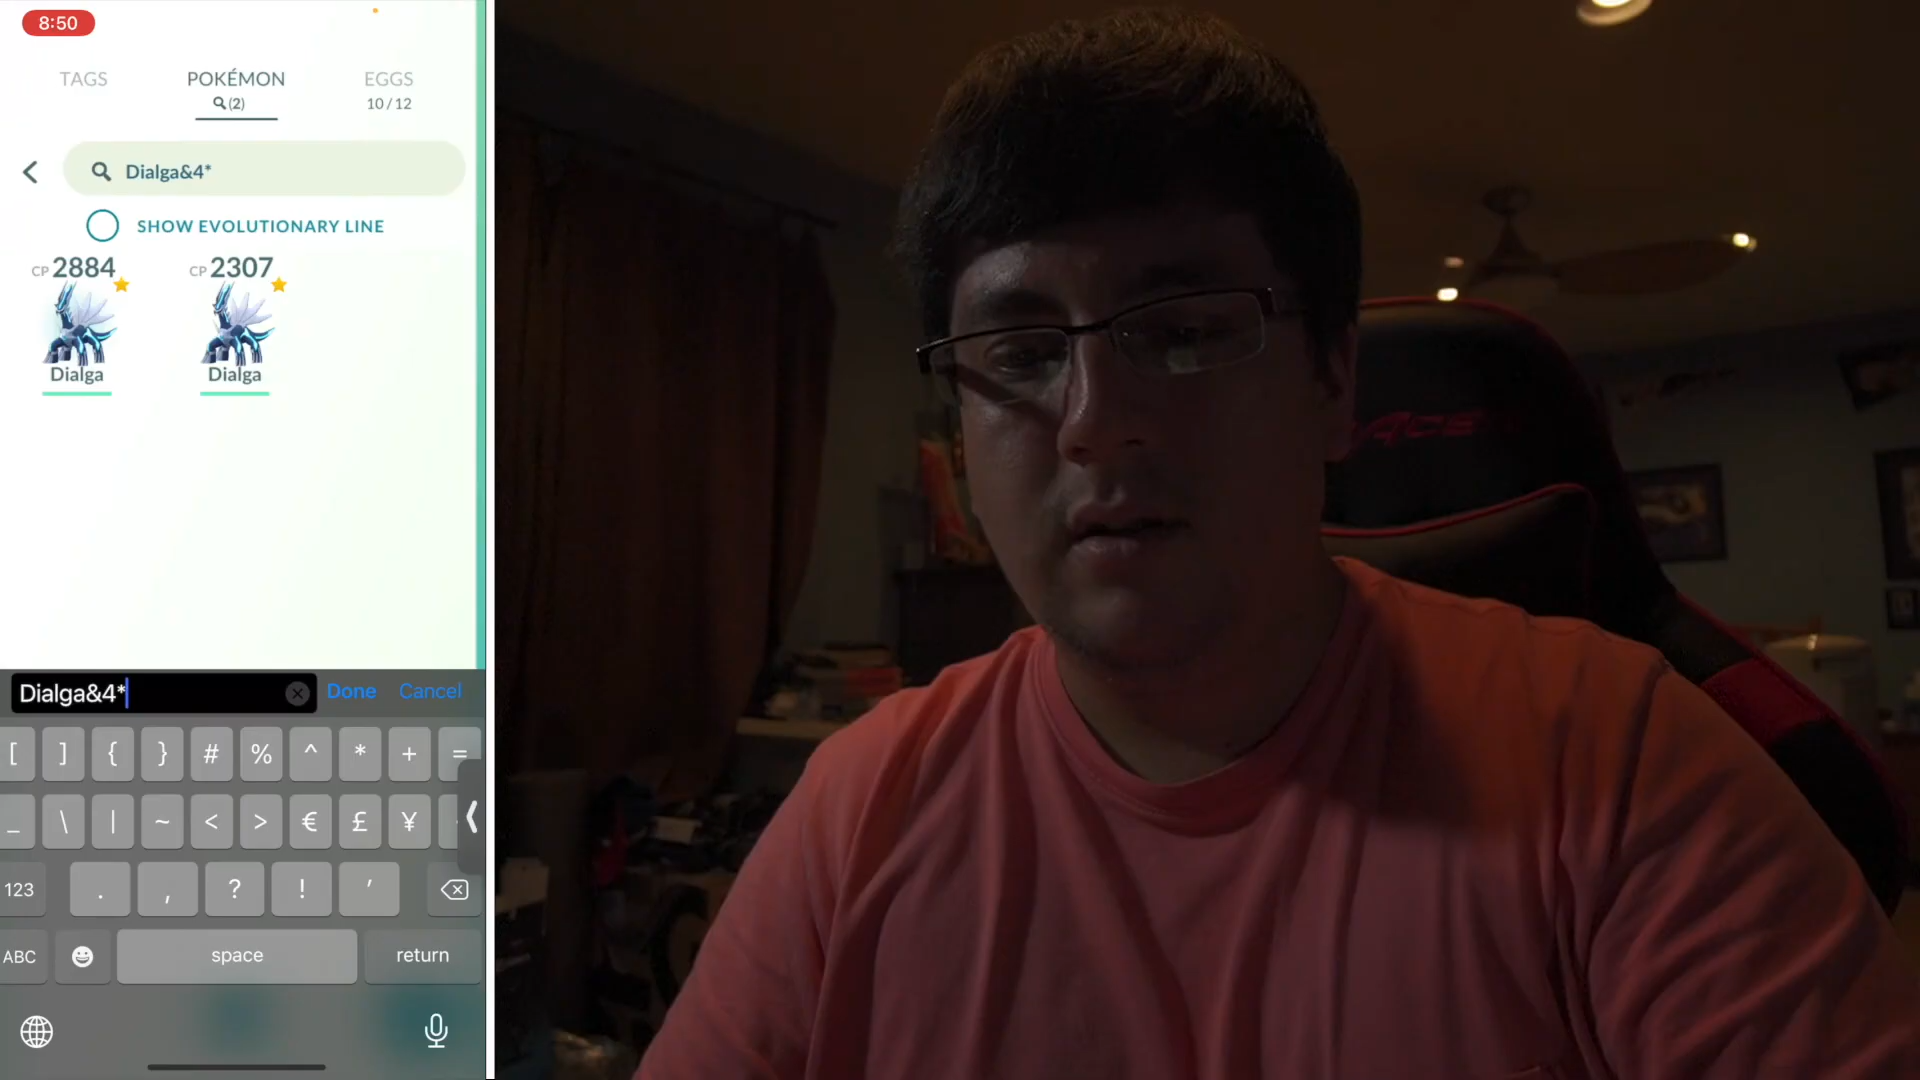 8:50
TAGS
POKÉMON
EGGS
(2)
10 / 12
Dialga&4*
SHOW EVOLUTIONARY LINE
CP 2884
CP 2307
Dialga
Dialga
Dialga&4*
Done
Cancel
[ ] { } # % ^ * + =
_ \ | ~ < > € £ ¥
123 . , ? ! '
ABC
space
return